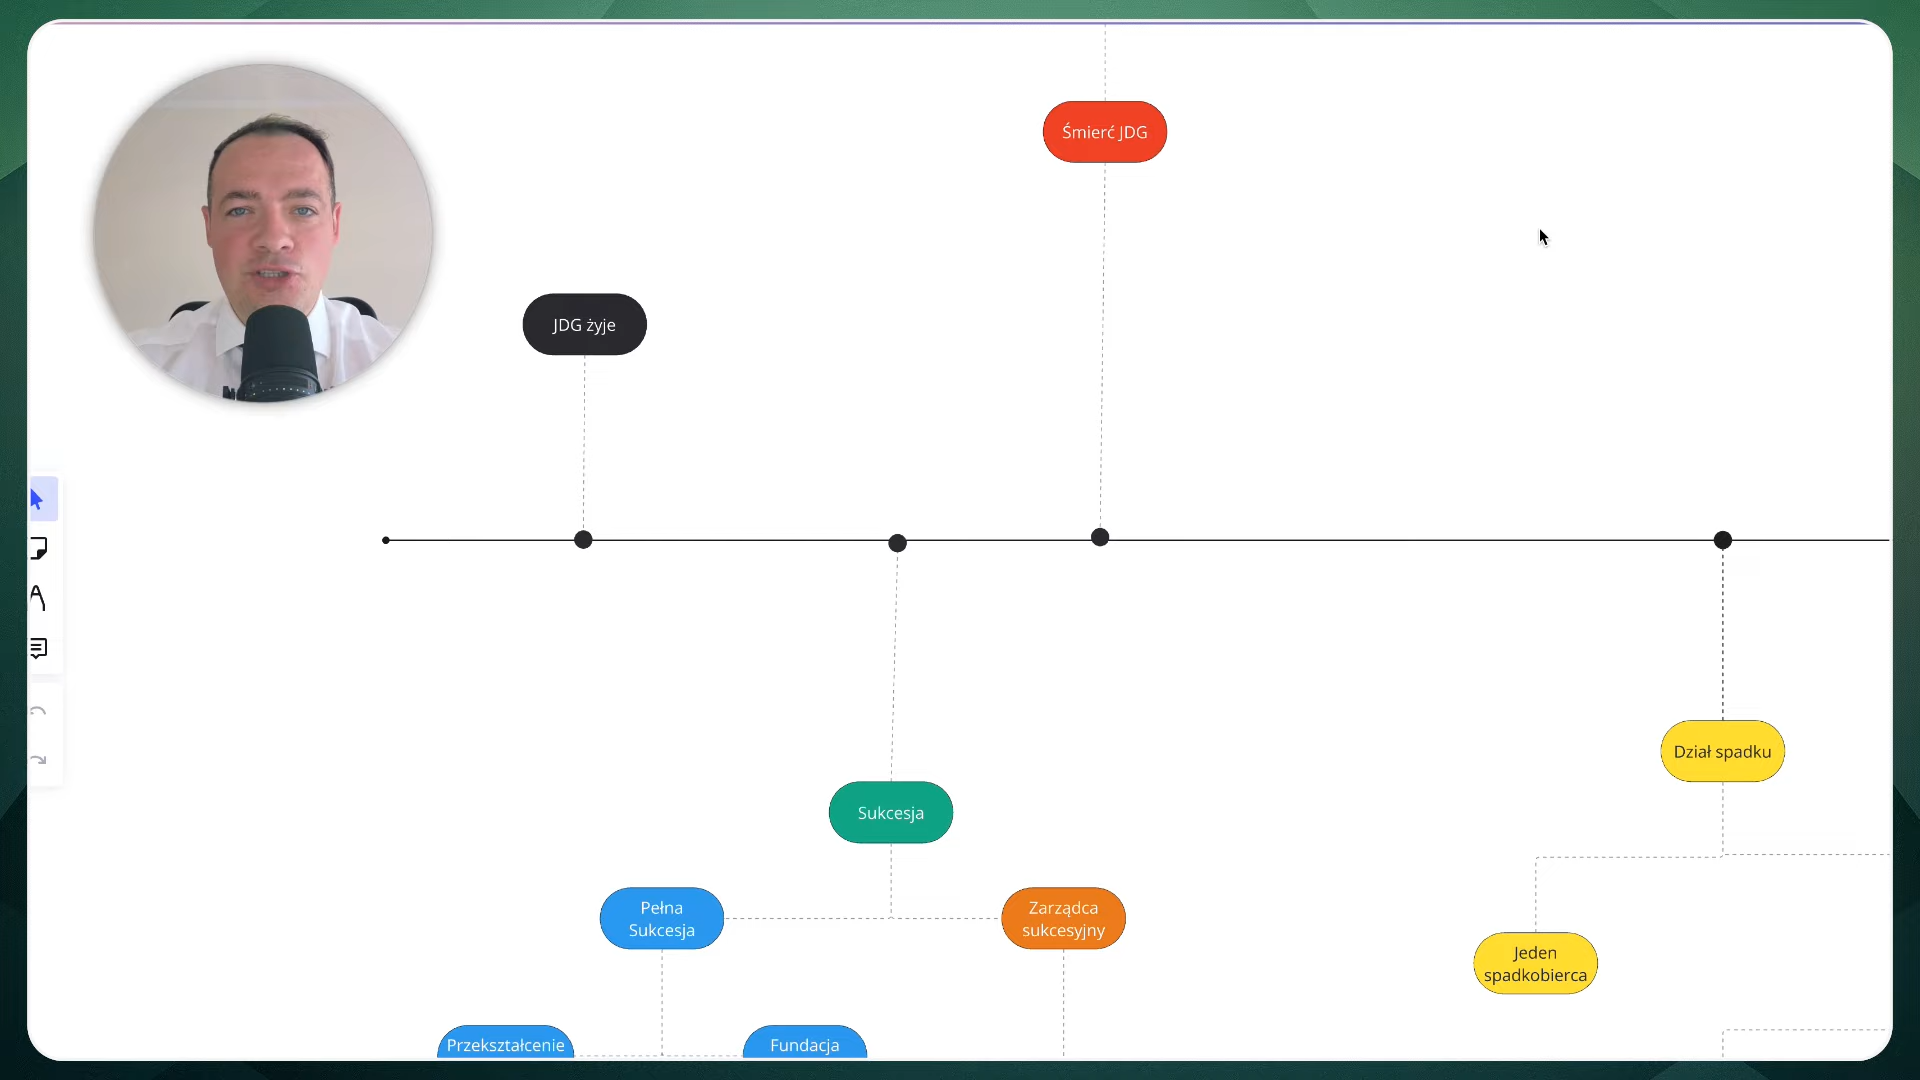 Śmierć JDG
JDG żyje
Dział spadku
Sukcesja
Pełna
Sukcesja
Zarządca
sukcesyjny
Jeden
spadkobierca
Przekształcenie
Fundacja